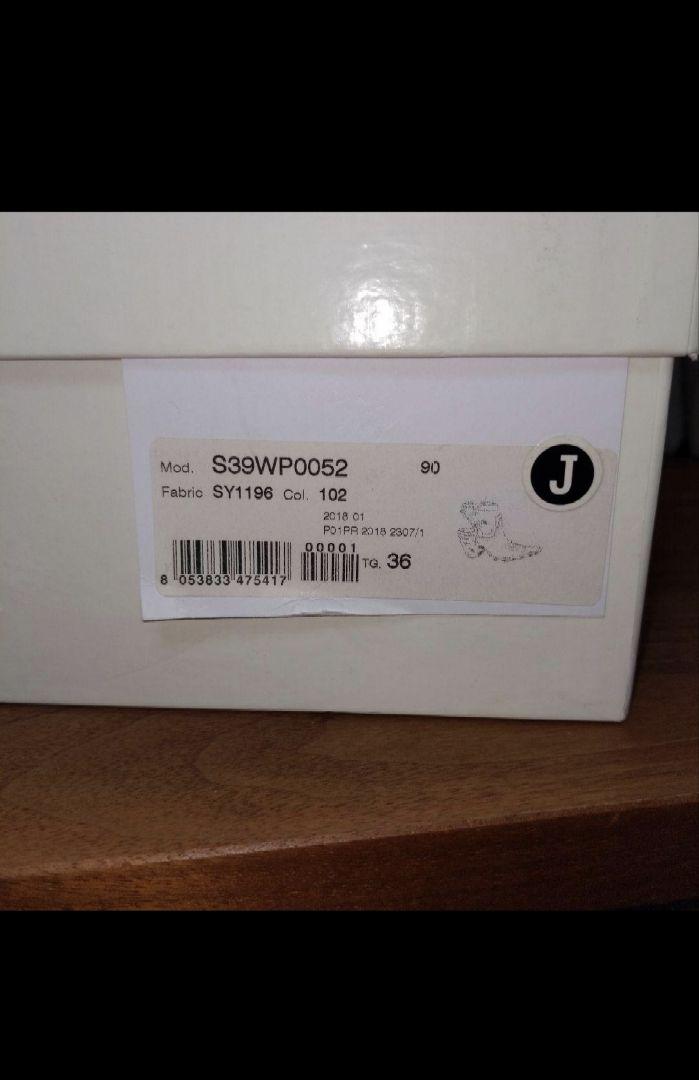 Mod. S39WP0052 90
J
Fabric SY1196 Col. 102
2018 01
P01PR 2018 2307/1
00001
8 053833 475417
TG. 36